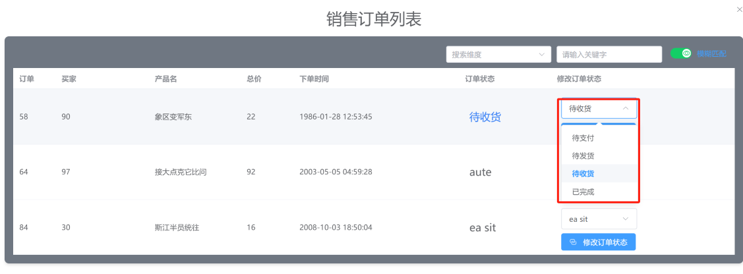 销售订单列表
搜索维度 请输入关键字 模糊匹配
订单 买家 产品名 总价 下单时间 订单状态 修改订单状态
58 90 象区变军东 22 1986-01-28 12:53:45 待收货 待收货
待支付
待发货
64 97 接大点克它比问 92 2003-05-05 04:59:28 aute 待收货
已完成
84 30 斯江半员统往 16 2008-10-03 18:50:04 ea sit ea sit
修改订单状态